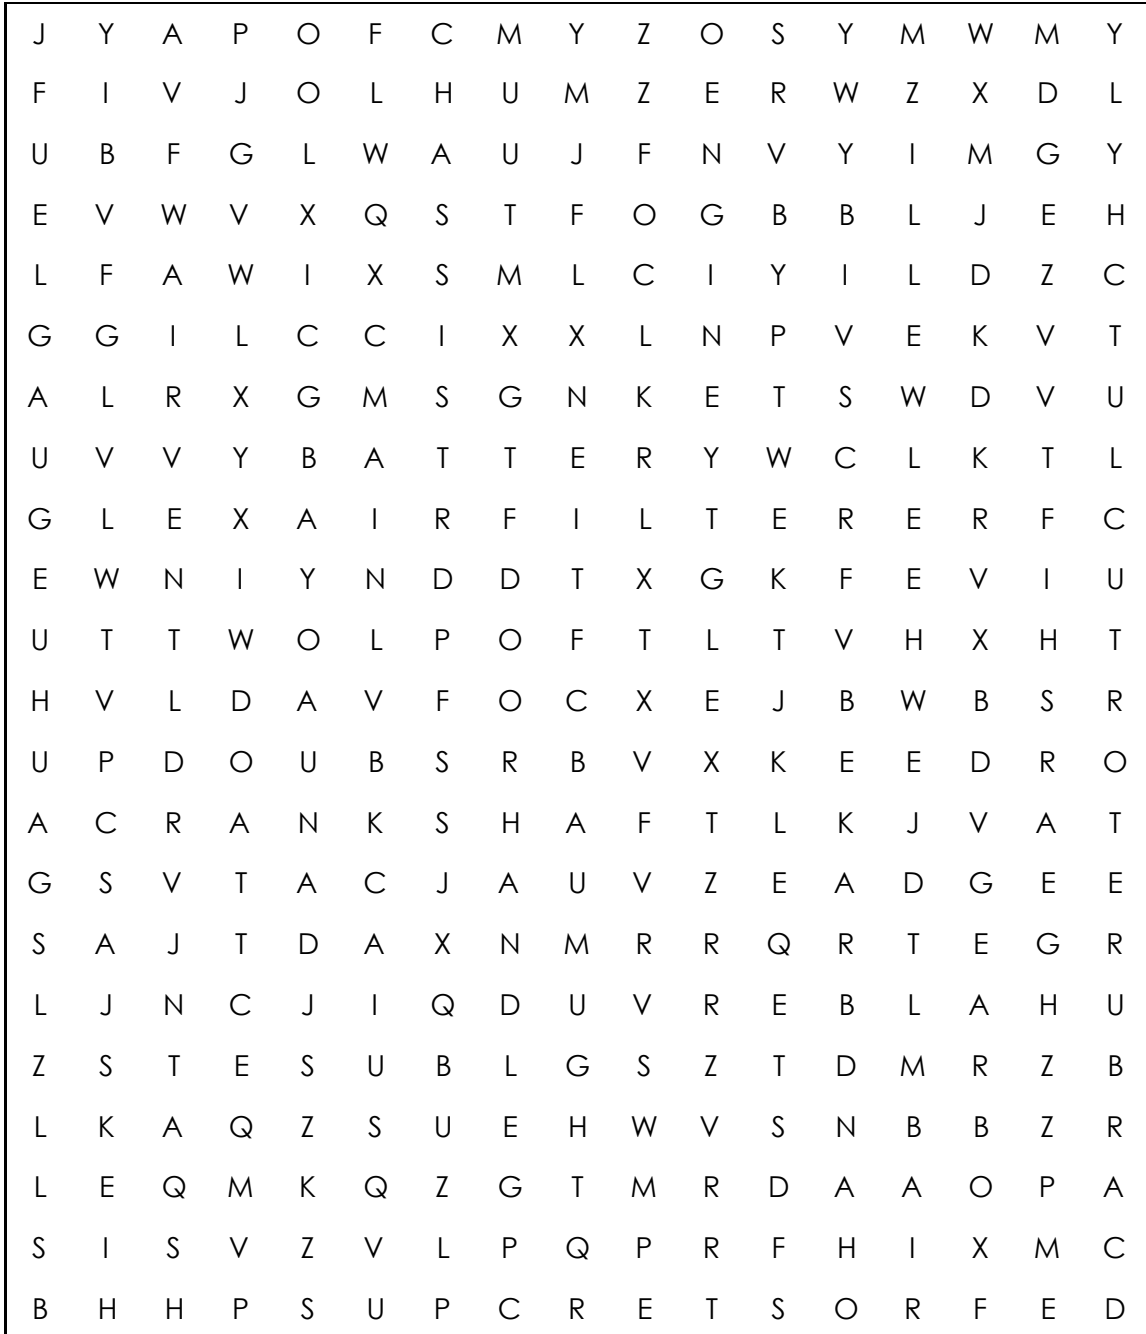 J Y A P O F C M Y Z O S Y M W M Y
F I V J O L H U M Z E R W Z X D L
U B F G L W A U J F N V Y I M G Y
E V W V X Q S T F O G B B L J E H
L F A W I X S M L C I Y I L D Z C
G G I L C C I X X L N P V E K V T
A L R X G M S G N K E T S W D V U
U V V Y B A T T E R Y W C L K T L
G L E X A I R F I L T E R E R F C
E W N I Y N D D T X G K F E V I U
U T T W O L P O F T L T V H X H T
H V L D A V F O C X E J B W B S R
U P D O U B S R B V X K E E D R O
A C R A N K S H A F T L K J V A T
G S V T A C J A U V Z E A D G E E
S A J T D A X N M R R Q R T E G R
L J N C J I Q D U V R E B L A H U
Z S T E S U B L G S Z T D M R Z B
L K A Q Z S U E H W V S N B B Z R
L E Q M K Q Z G T M R D A A O P A
S I S V Z V L P Q P R F H I X M C
B H H P S U P C R E T S O R F E D